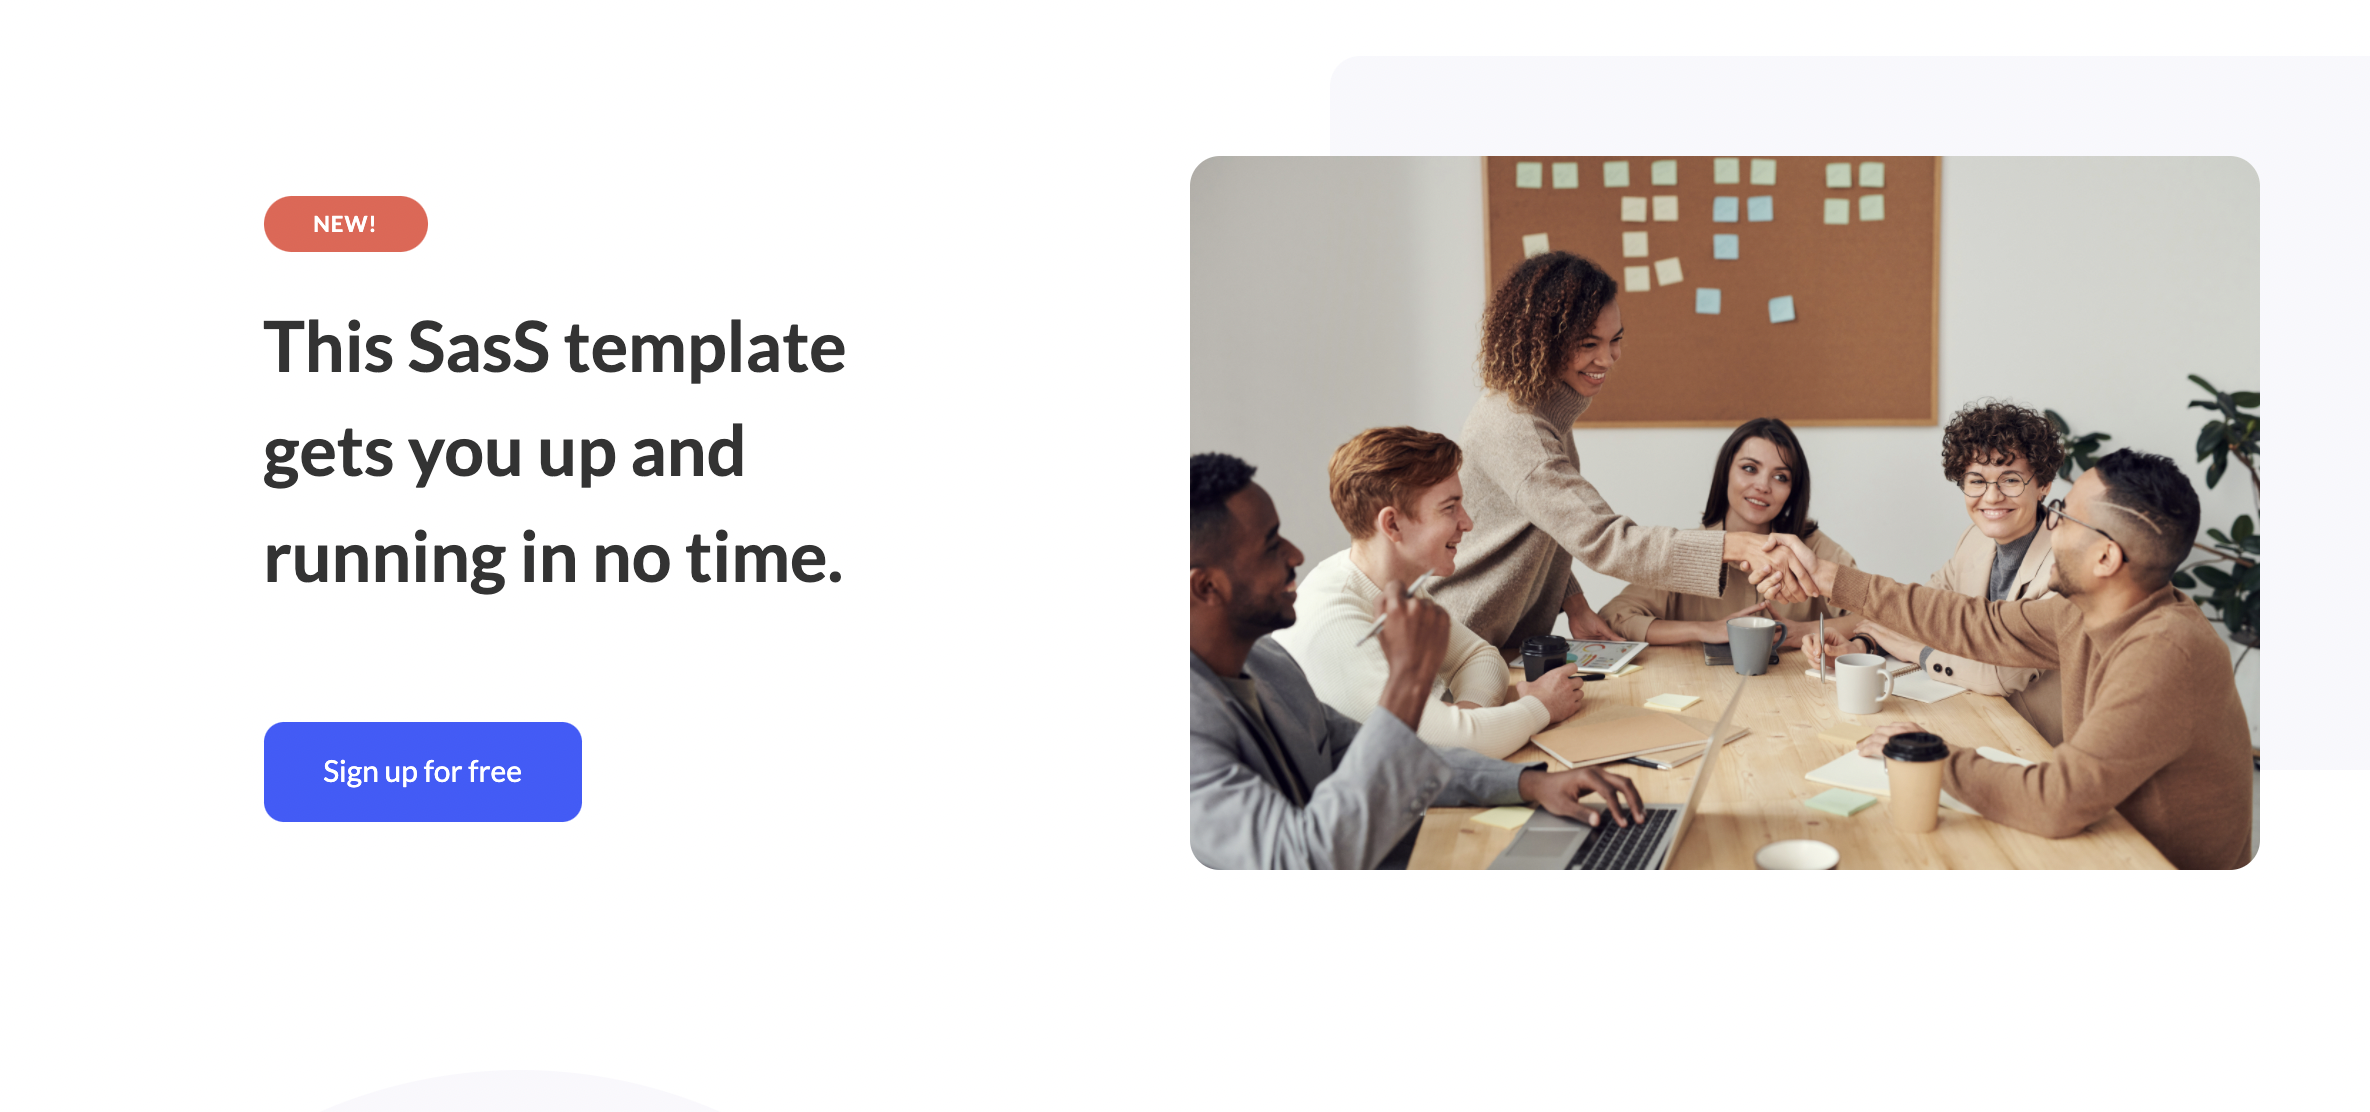 NEW!
This SasS template
gets you up and
running in no time.
Sign up for free